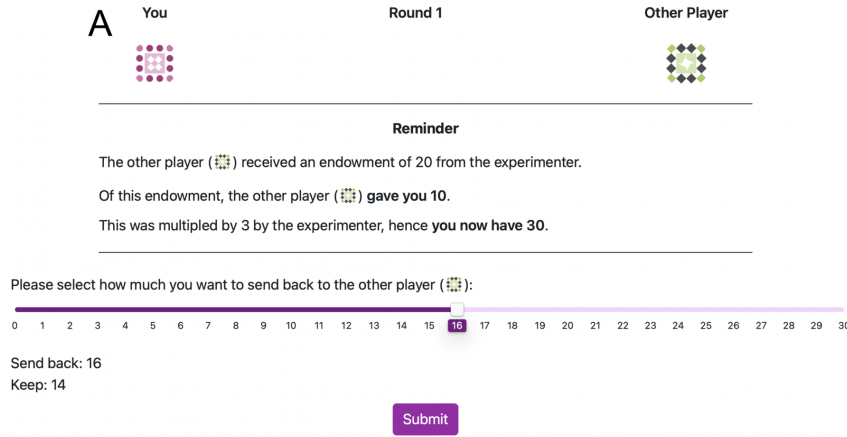 A
You Round 1 Other Player
Reminder
The other player ( ) received an endowment of 20 from the experimenter.
Of this endowment, the other player ( ) gave you 10.
This was multipled by 3 by the experimenter, hence you now have 30.
Please select how much you want to send back to the other player ( ):
0 1 2 3 4 5 6 7 8 9 10 11 12 13 14 15 16 17 18 19 20 21 22 23 24 25 26 27 28 29 30
Send back: 16
Keep: 14
Submit